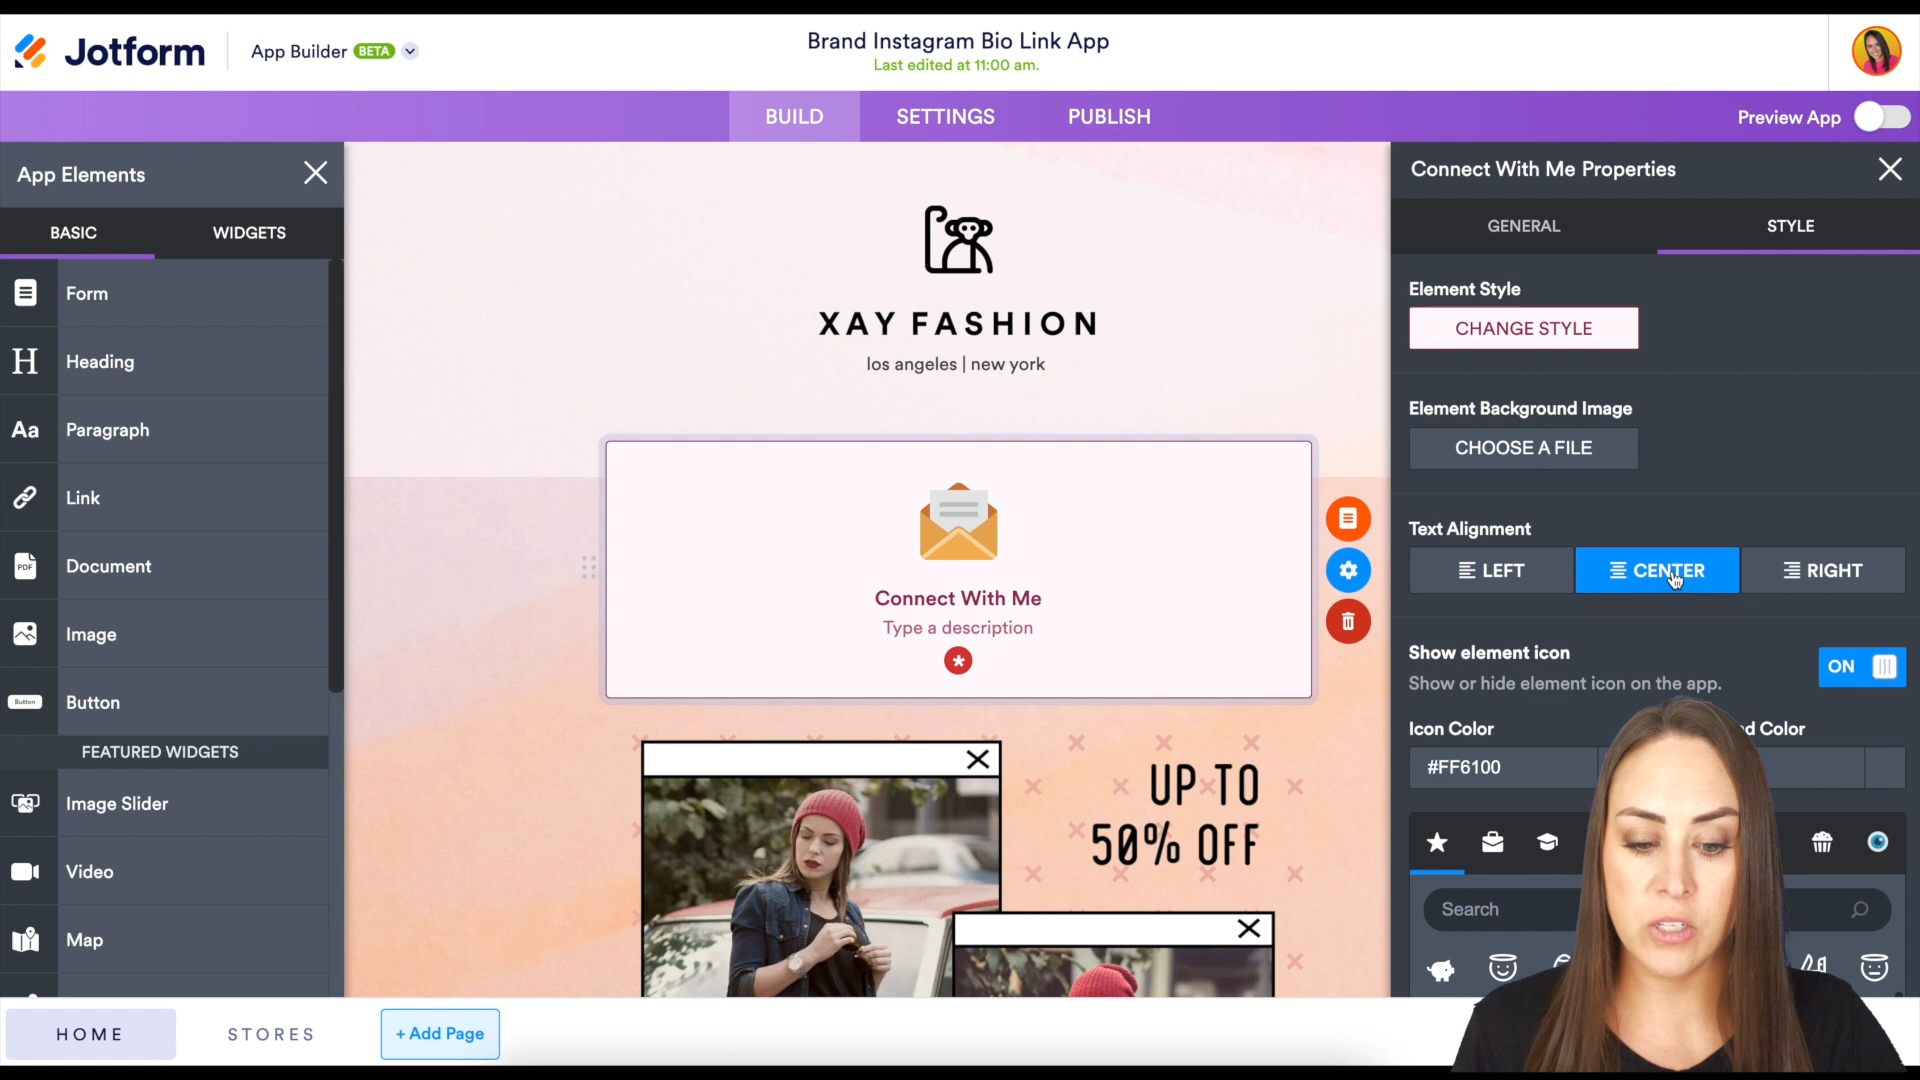 Jotform
App Builder BETA
Brand Instagram Bio Link App
Last edited at 11:00 am.
BUILD
SETTINGS
PUBLISH
Preview App
App Elements
BASIC
WIDGETS
Form
H
Heading
Aa
Paragraph
Link
PDF
Document
Image
Button
Button
FEATURED WIDGETS
Image Slider
Video
Map
XAY FASHION
los angeles | new york
Connect With Me
Type a description
UP TO
50% OFF
Connect With Me Properties
GENERAL
STYLE
Element Style
CHANGE STYLE
Element Background Image
CHOOSE A FILE
Text Alignment
LEFT
CENTER
RIGHT
Show element icon
Show or hide element icon on the app.
ON
Icon Color
Color
#FF6100
Search
HOME
STORES
+ Add Page